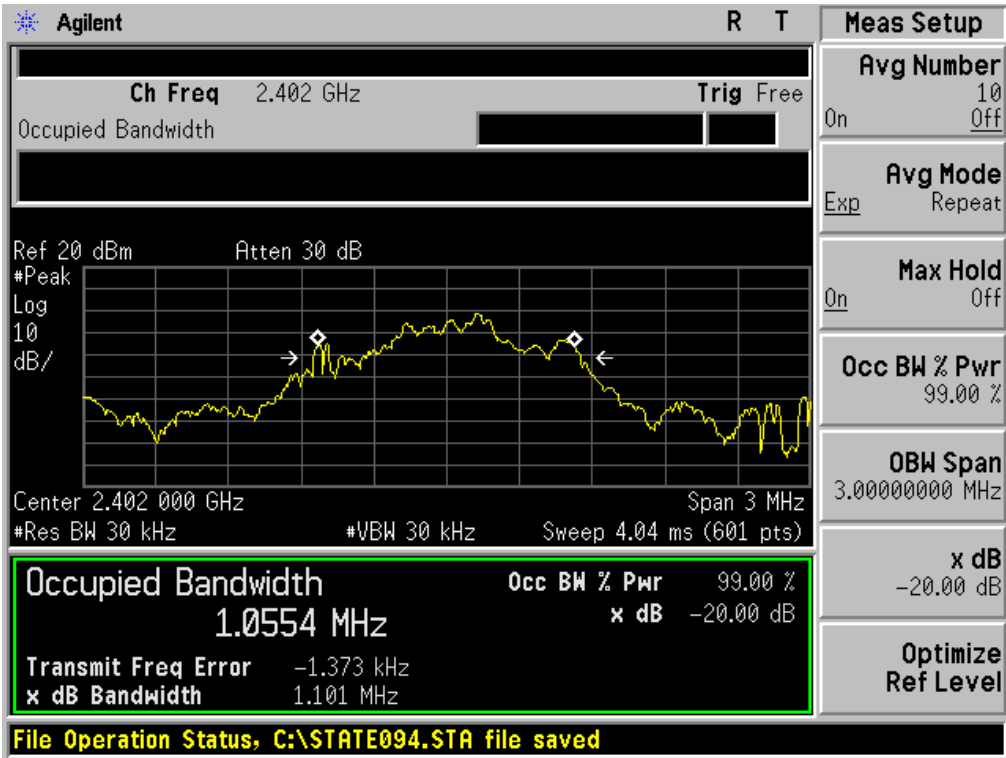 Agilent R T
Ch Freq 2.402 GHz Trig Free
Occupied Bandwidth
Ref 20 dBm Atten 30 dB
#Peak
Log
10
dB/
Center 2.402 000 GHz Span 3 MHz
#Res BW 30 kHz #VBW 30 kHz Sweep 4.04 ms (601 pts)
Occupied Bandwidth Occ BW % Pwr 99.00 %
1.0554 MHz x dB -20.00 dB
Transmit Freq Error -1.373 kHz
x dB Bandwidth 1.101 MHz
File Operation Status, C:\STATE094.STA file saved
Meas Setup
Avg Number
10
On Off
Avg Mode
Exp Repeat
Max Hold
On Off
Occ BW % Pwr
99.00 %
OBW Span
3.00000000 MHz
x dB
-20.00 dB
Optimize
Ref Level